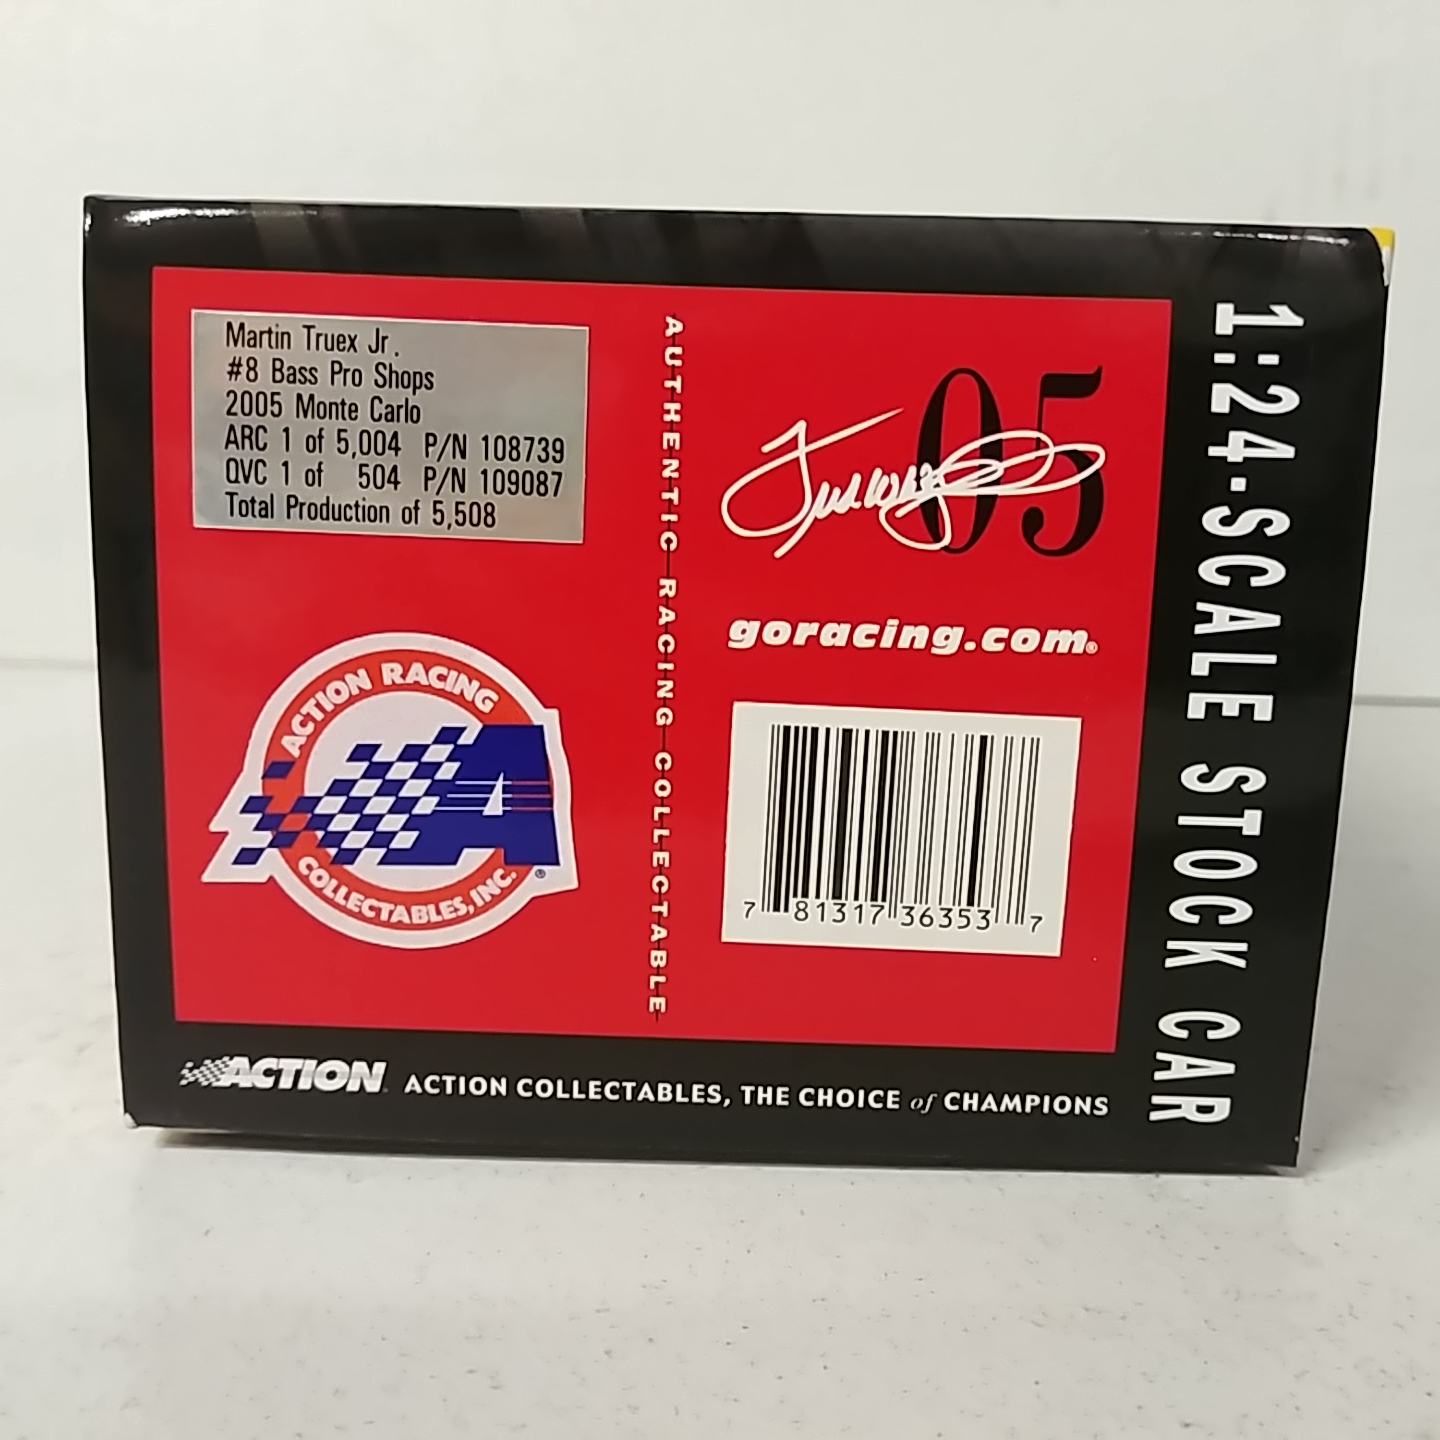 Martin Truex Jr.
#8 Bass Pro Shops
2005 Monte Carlo
ARC 1 of 5,004 P/N 108739
QVC 1 of 504 P/N 109087
Total Production of 5,508
AUTHENTIC RACING COLLECTABLE
05
goracing.com®
ACTION RACING
COLLECTABLES, INC.
A
®
7 81317 36353 7
1:24-SCALE STOCK CAR
ACTION ACTION COLLECTABLES, THE CHOICE of CHAMPIONS